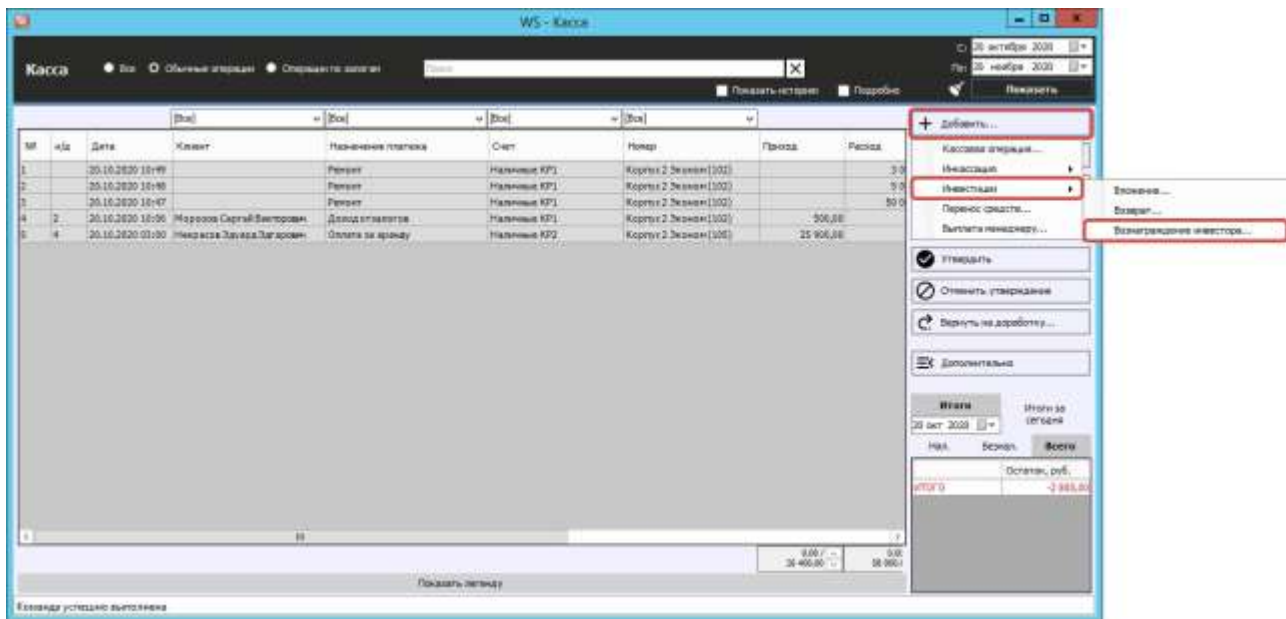 WS - Касса
Касса
Все
Обычные операции
Операции по залогам
Поиск
С: 20 октября 2020
По: 20 ноября 2020
Показать историю
Подробно
Показать
[Все] [Все] [Все] [Все]
№ н/д Дата Клиент Назначение платежа Счет Номер Приход Расход
1 20.10.2020 10:49 Ремонт Наличные КР1 Корпус 2 Эконом (102)
2 20.10.2020 10:48 Ремонт Наличные КР1 Корпус 2 Эконом (102)
3 20.10.2020 10:47 Ремонт Наличные КР1 Корпус 2 Эконом (102)
4 2 20.10.2020 10:06 Морозов Сергей Викторович Доход от залогов Наличные КР1 Корпус 2 Эконом (102) 500,00
5 4 20.10.2020 03:00 Некрасов Эдуард Эдгарович Оплата за аренду Наличные КР2 Корпус 2 Эконом (105) 25 900,00
Добавить...
Кассовая операция...
Инкассация
Инвестиции
Перенос средств...
Выплата менеджеру...
Вложение...
Возврат...
Вознаграждение инвестора...
Утвердить
Отменить утверждение
Вернуть на доработку...
Дополнительно
Итоги
Итоги за сегодня
20 окт 2020
Нал. Безнал. Всего
Остаток, руб.
ИТОГО
0,00 /
26 400,00
Показать легенду
Команда успешно выполнена